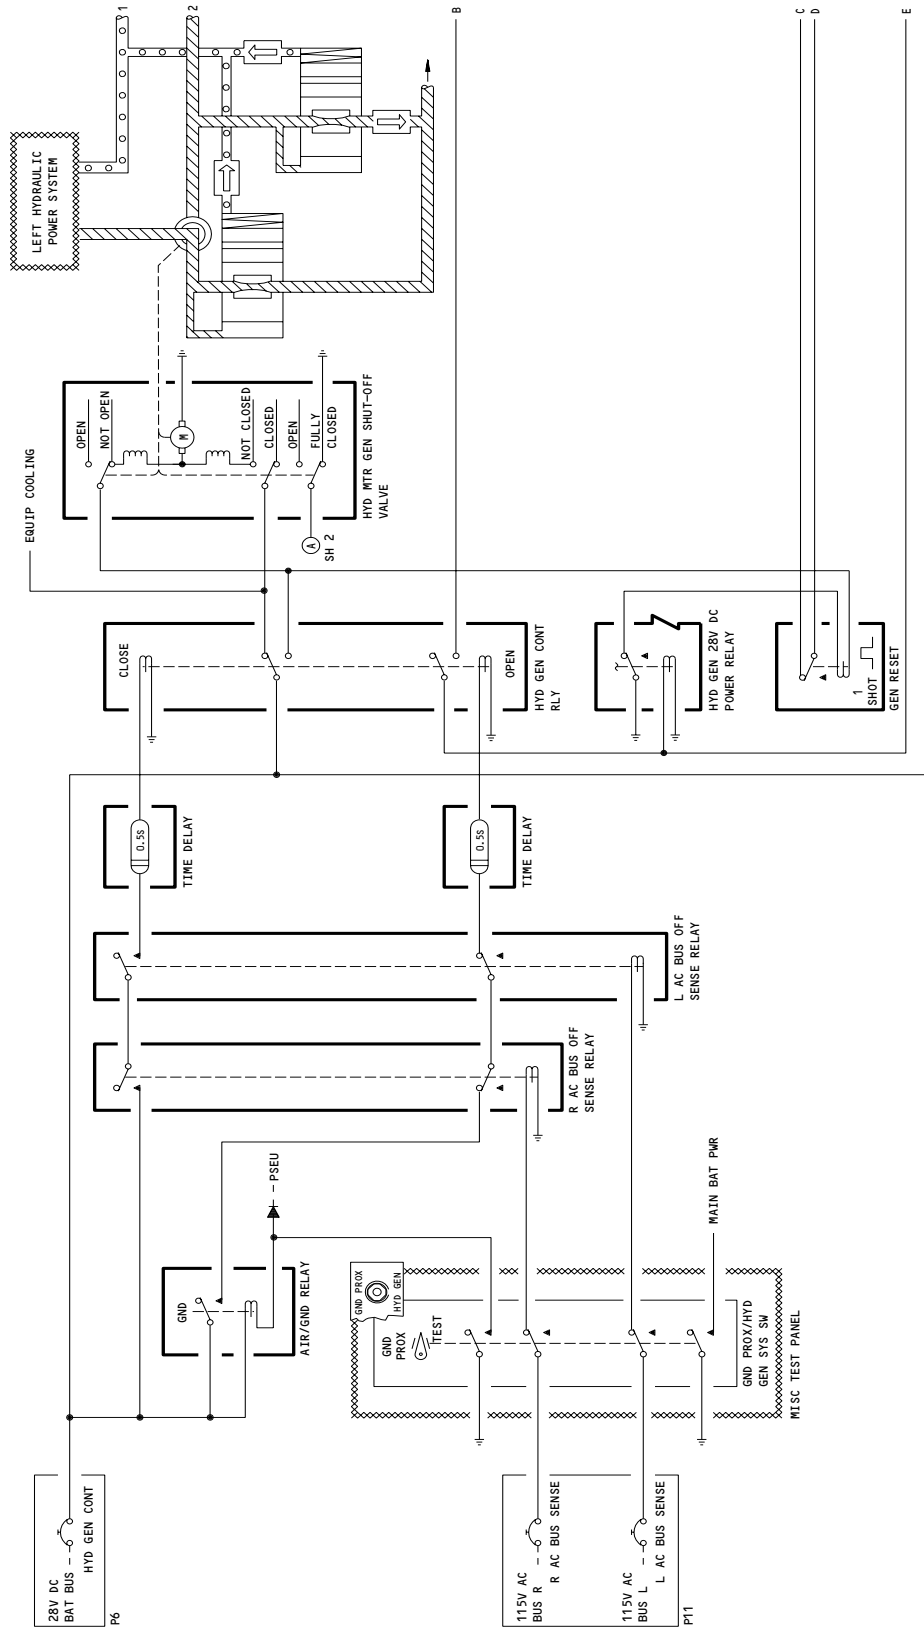 28V DC
BAT BUS
HYD GEN CONT
P6
115V AC
BUS R
R AC BUS SENSE
115V AC
BUS L
L AC BUS SENSE
P11
GND
AIR/GND RELAY
PSEU
GND PROX
HYD GEN
GND
PROX
TEST
GND PROX/HYD
GEN SYS SW
MISC TEST PANEL
MAIN BAT PWR
R AC BUS OFF
SENSE RELAY
L AC BUS OFF
SENSE RELAY
0.5S
TIME DELAY
0.5S
TIME DELAY
CLOSE
OPEN
HYD GEN CONT
RLY
HYD GEN 28V DC
POWER RELAY
1
SHOT
GEN RESET
EQUIP COOLING
OPEN
NOT OPEN
M
NOT CLOSED
CLOSED
OPEN
FULLY
CLOSED
A
SH 2
HYD MTR GEN SHUT-OFF
VALVE
LEFT HYDRAULIC
POWER SYSTEM
1
2
B
C
D
E